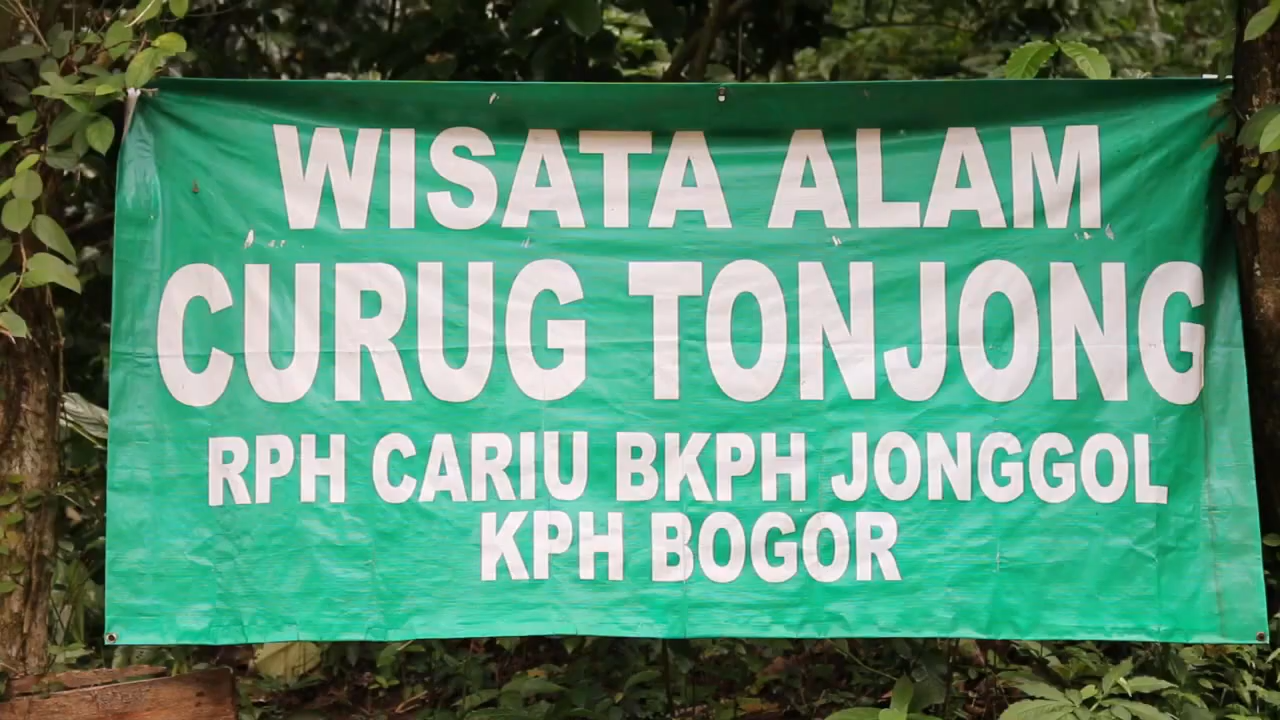 WISATA ALAM
CURUG TONJONG
RPH CARIU BKPH JONGGOL
KPH BOGOR